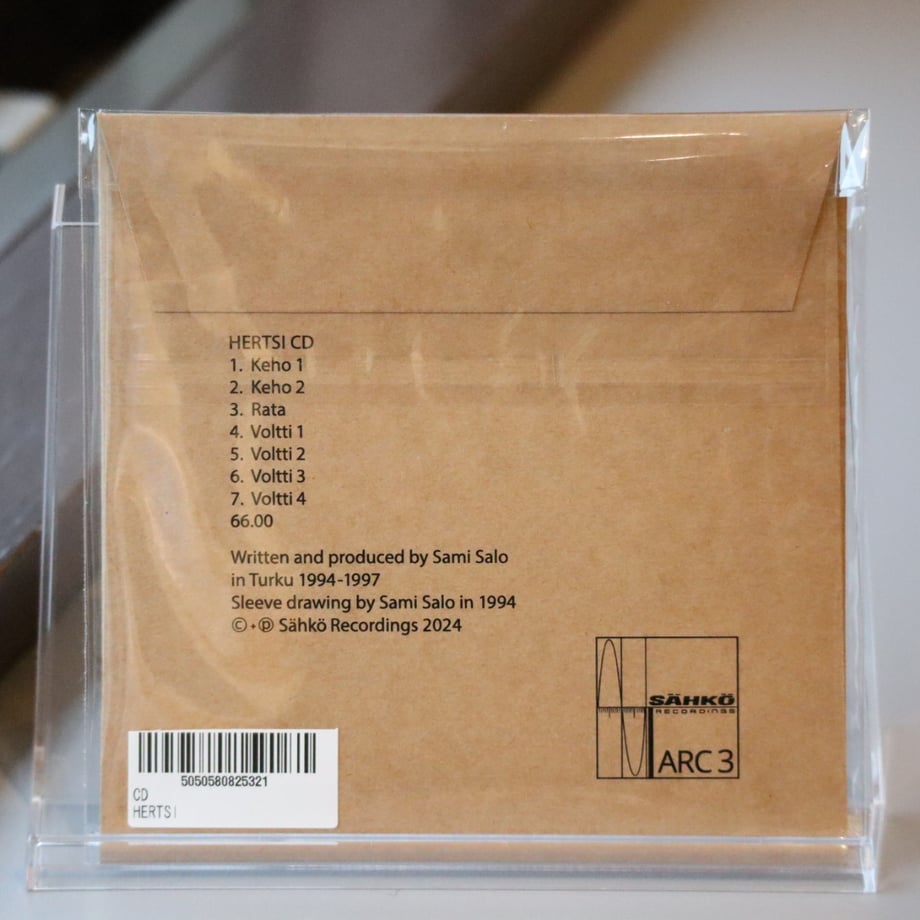 HERTSI CD
1. Keho 1
2. Keho 2
3. Rata
4. Voltti 1
5. Voltti 2
6. Voltti 3
7. Voltti 4
66.00
Written and produced by Sami Salo
in Turku 1994-1997
Sleeve drawing by Sami Salo in 1994
©+℗ Sähkö Recordings 2024
SÄHKÖ
RECORDINGS
ARC 3
5050580825321
CD
HERTSI